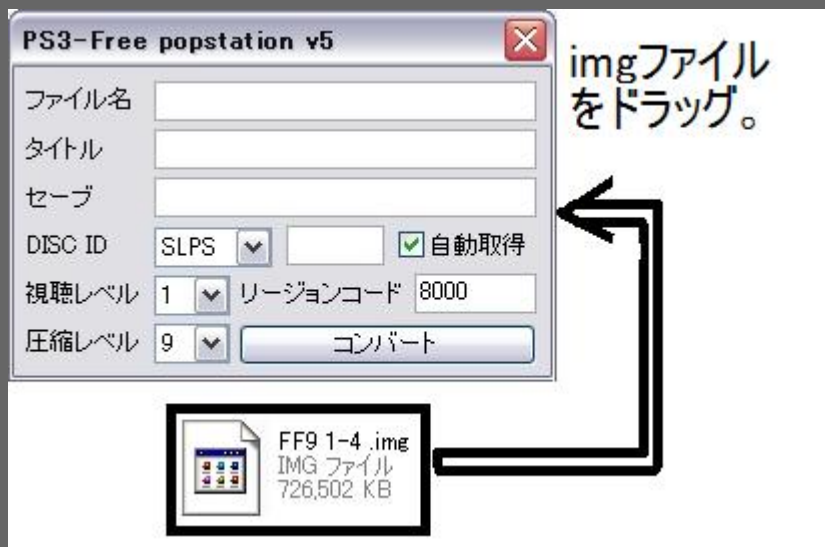 PS3-Free popstation v5
imgファイル
をドラッグ。
ファイル名
タイトル
セーブ
DISC ID SLPS 自動取得
視聴レベル 1 リージョンコード 8000
圧縮レベル 9 コンバート
FF9 1-4 .img
IMG ファイル
726,502 KB